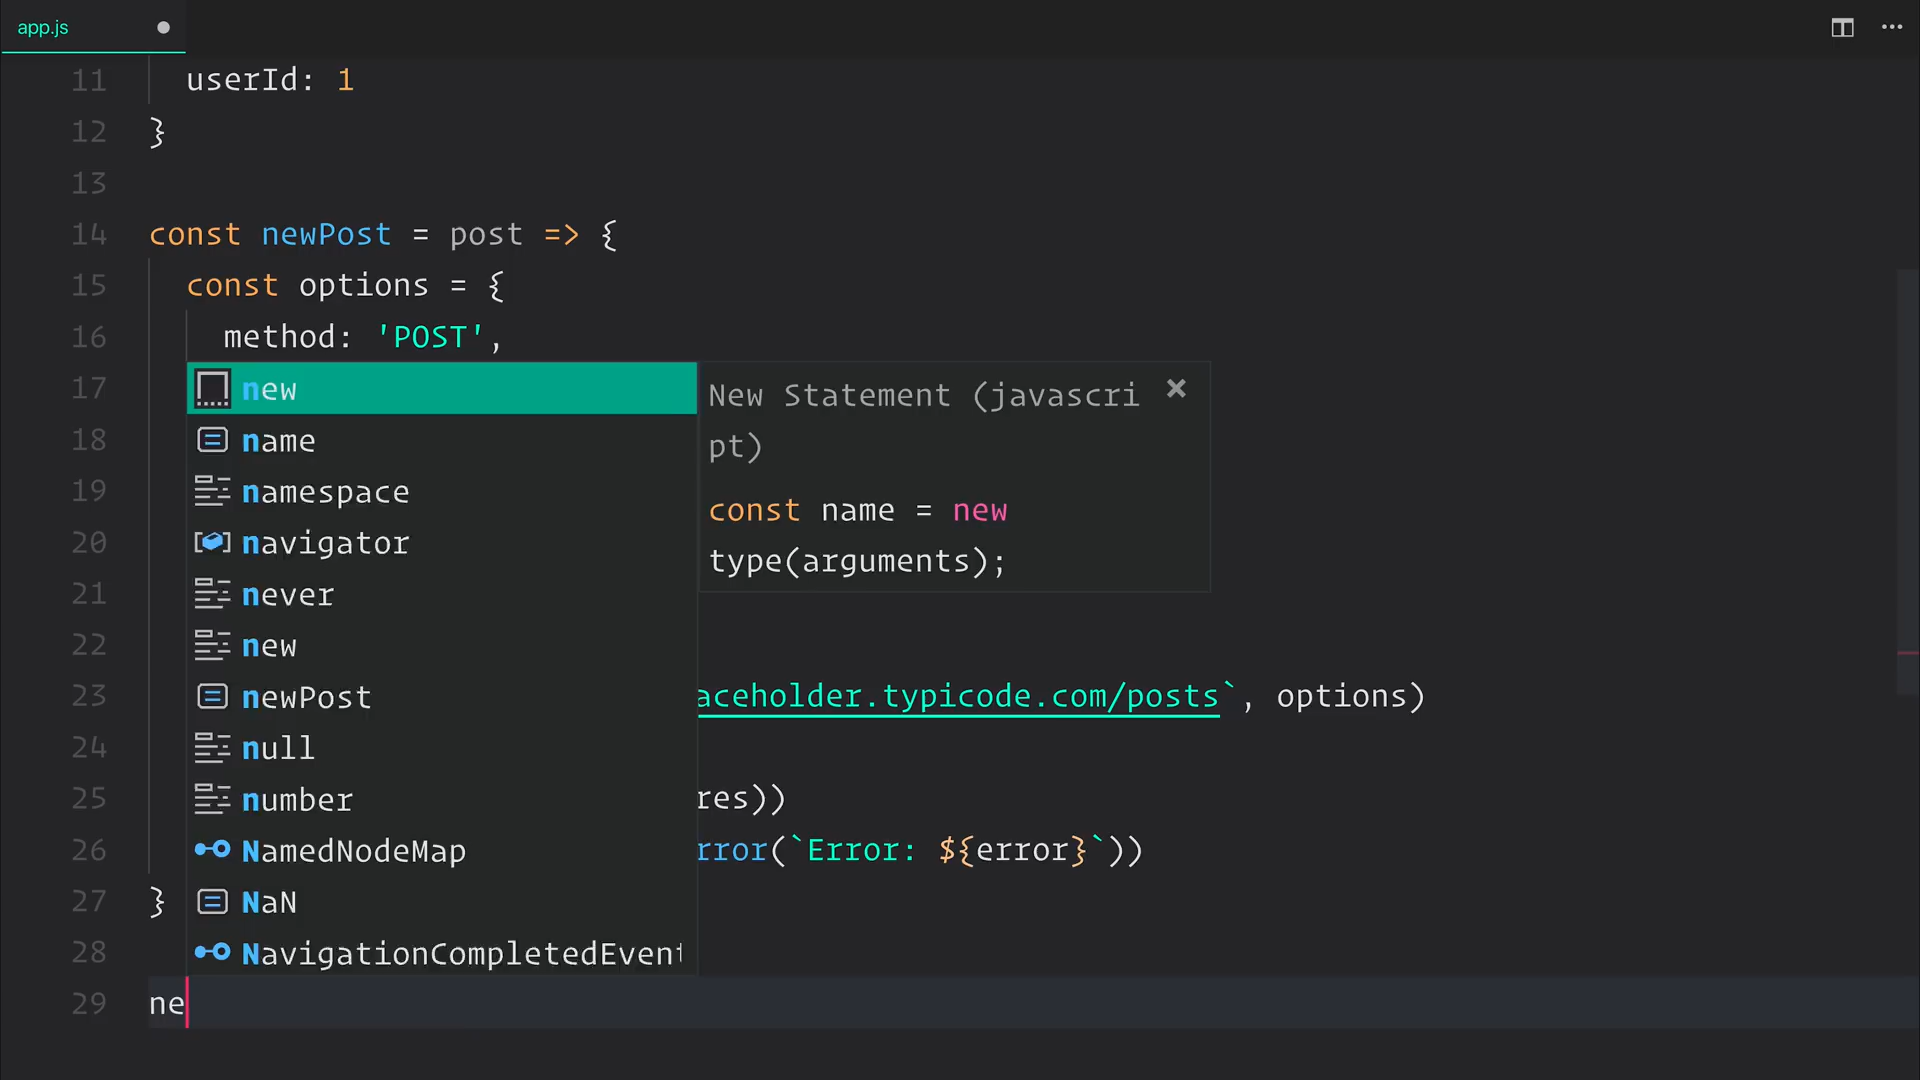 app.js
11 userId: 1
12 }
13
14 const newPost = post => {
15 const options = {
16 method: 'POST',
17 new
18 name
19 namespace
20 navigator
21 never
22 new
23 newPost
24 null
25 number
26 NamedNodeMap
27 } NaN
28 NavigationCompletedEvent
29 ne
New Statement (javascri
pt)
const name = new
type(arguments);
aceholder.typicode.com/posts`, options)
res))
rror(`Error: ${error}`))